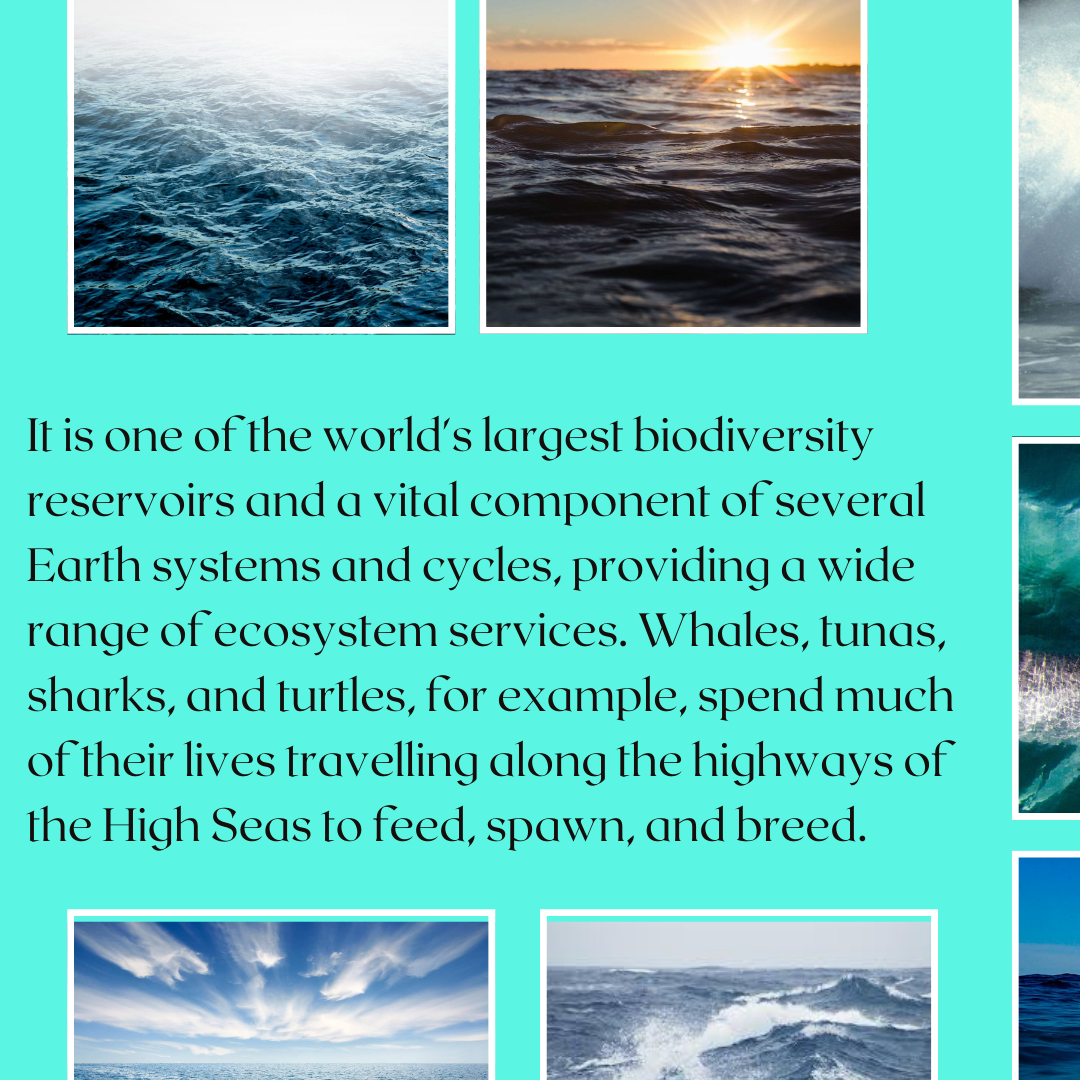 It is one of the world's largest biodiversity
reservoirs and a vital component of several
Earth systems and cycles, providing a wide
range of ecosystem services. Whales, tunas,
sharks, and turtles, for example, spend much
of their lives travelling along the highways of
the High Seas to feed, spawn, and breed.